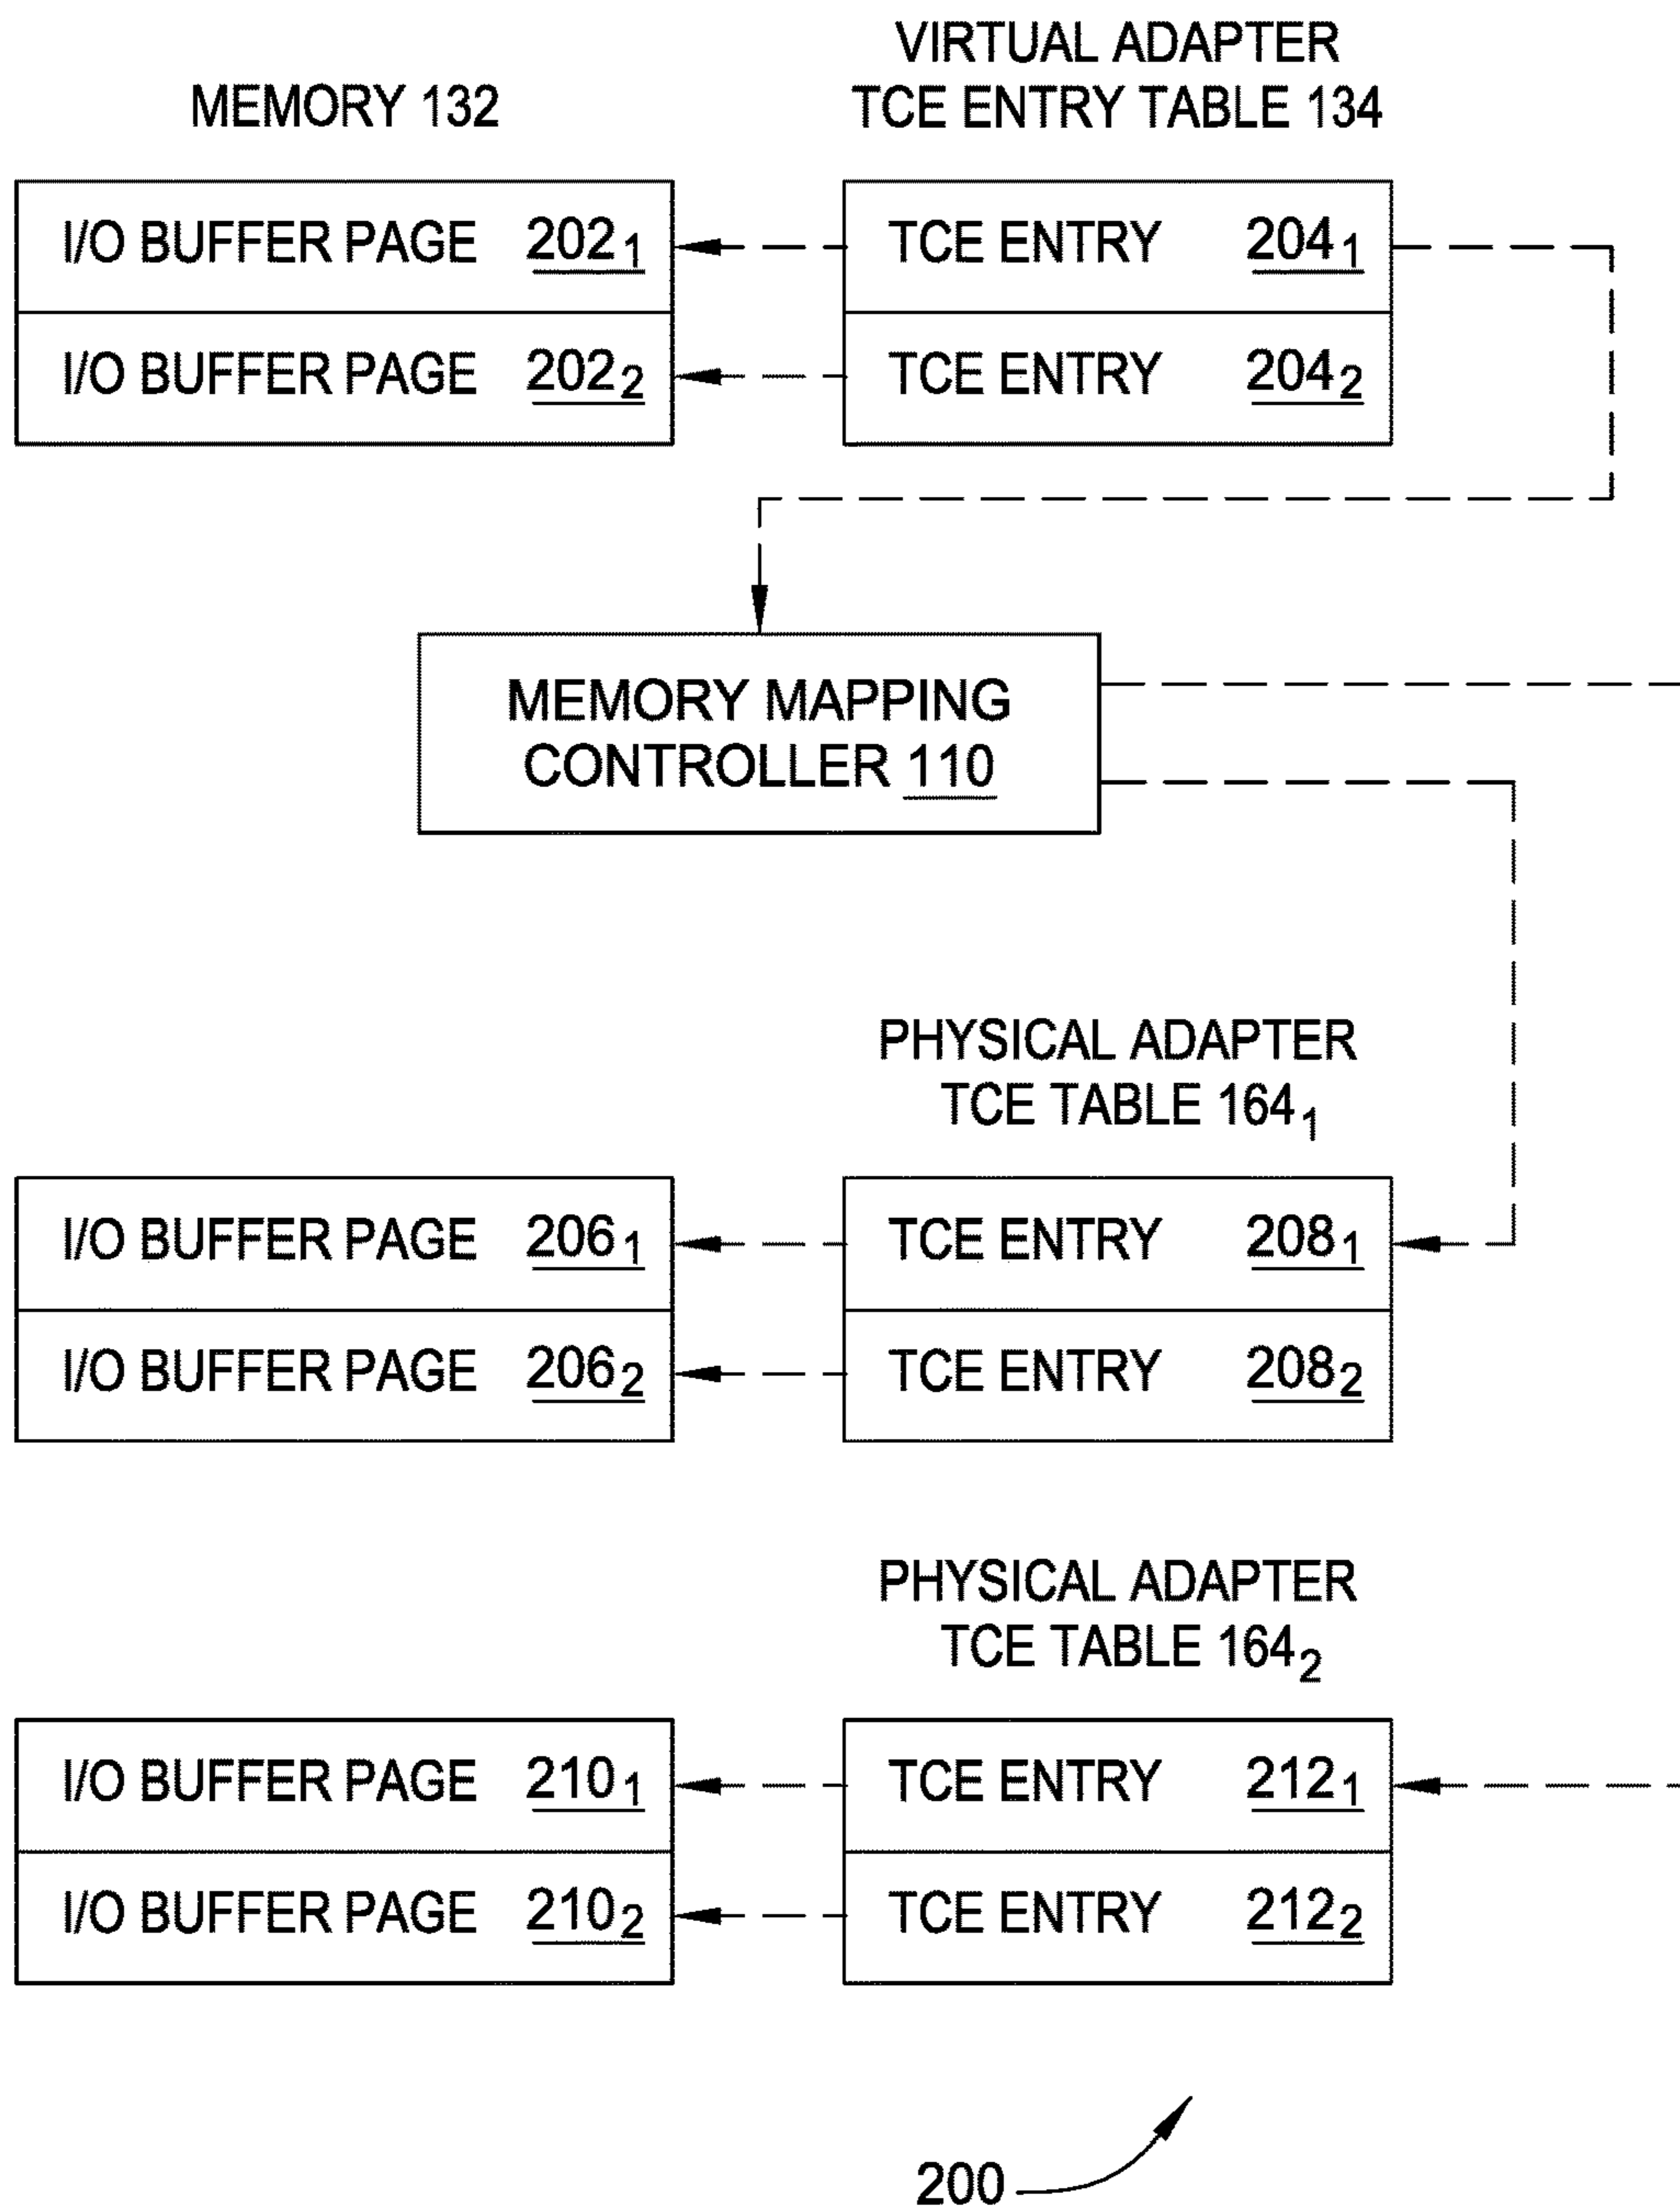 MEMORY 132
VIRTUAL ADAPTER
TCE ENTRY TABLE 134
I/O BUFFER PAGE 202₁
TCE ENTRY 204₁
I/O BUFFER PAGE 202₂
TCE ENTRY 204₂
MEMORY MAPPING
CONTROLLER 110
PHYSICAL ADAPTER
TCE TABLE 164₁
I/O BUFFER PAGE 206₁
TCE ENTRY 208₁
I/O BUFFER PAGE 206₂
TCE ENTRY 208₂
PHYSICAL ADAPTER
TCE TABLE 164₂
I/O BUFFER PAGE 210₁
TCE ENTRY 212₁
I/O BUFFER PAGE 210₂
TCE ENTRY 212₂
200